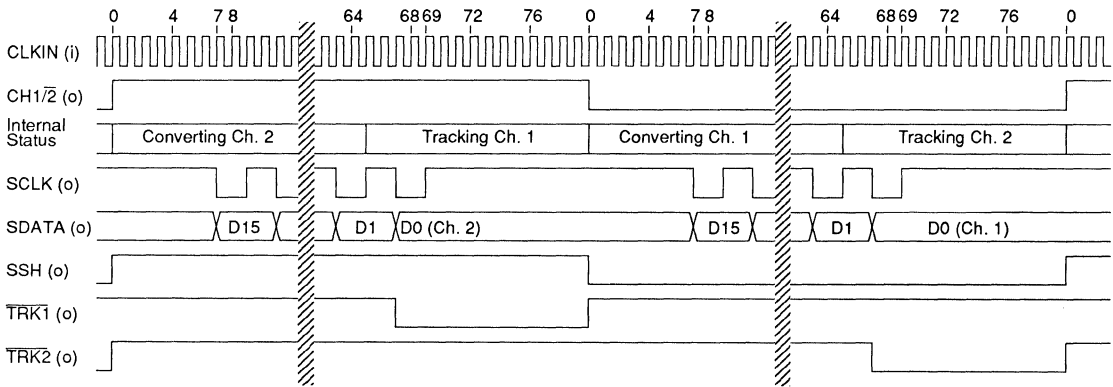 0 4 7 8 64 68 69 72 76 0 4 7 8 64 68 69 72 76 0
CLKIN (i)
CH1/2̅ (o)
Internal
Status
Converting Ch. 2 Tracking Ch. 1 Converting Ch. 1 Tracking Ch. 2
SCLK (o)
SDATA (o) D15 D1 D0 (Ch. 2) D15 D1 D0 (Ch. 1)
SSH (o)
T̅R̅K̅1̅ (o)
T̅R̅K̅2̅ (o)